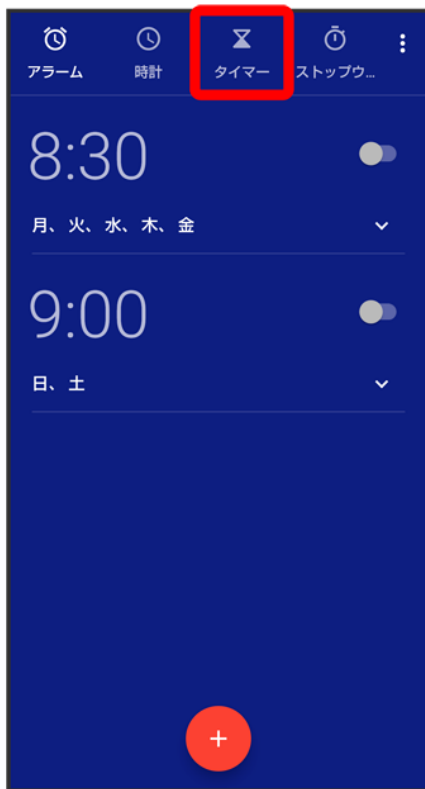 アラーム 時計 タイマー ストップウ...
8:30
月、火、水、木、金
9:00
日、土